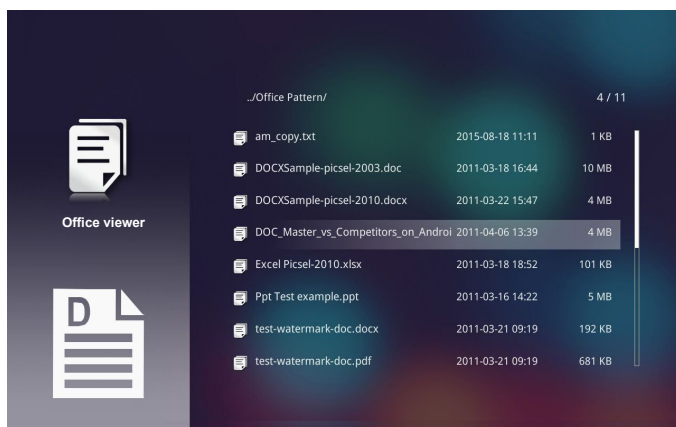 ../Office Pattern/ 4 / 11
am_copy.txt 2015-08-18 11:11 1 KB
DOCXSample-picsel-2003.doc 2011-03-18 16:44 10 MB
DOCXSample-picsel-2010.docx 2011-03-22 15:47 4 MB
Office viewer
DOC_Master_vs_Competitors_on_Androi 2011-04-06 13:39 4 MB
Excel Picsel-2010.xlsx 2011-03-18 18:52 101 KB
Ppt Test example.ppt 2011-03-16 14:22 5 MB
D
test-watermark-doc.docx 2011-03-21 09:19 192 KB
test-watermark-doc.pdf 2011-03-21 09:19 681 KB